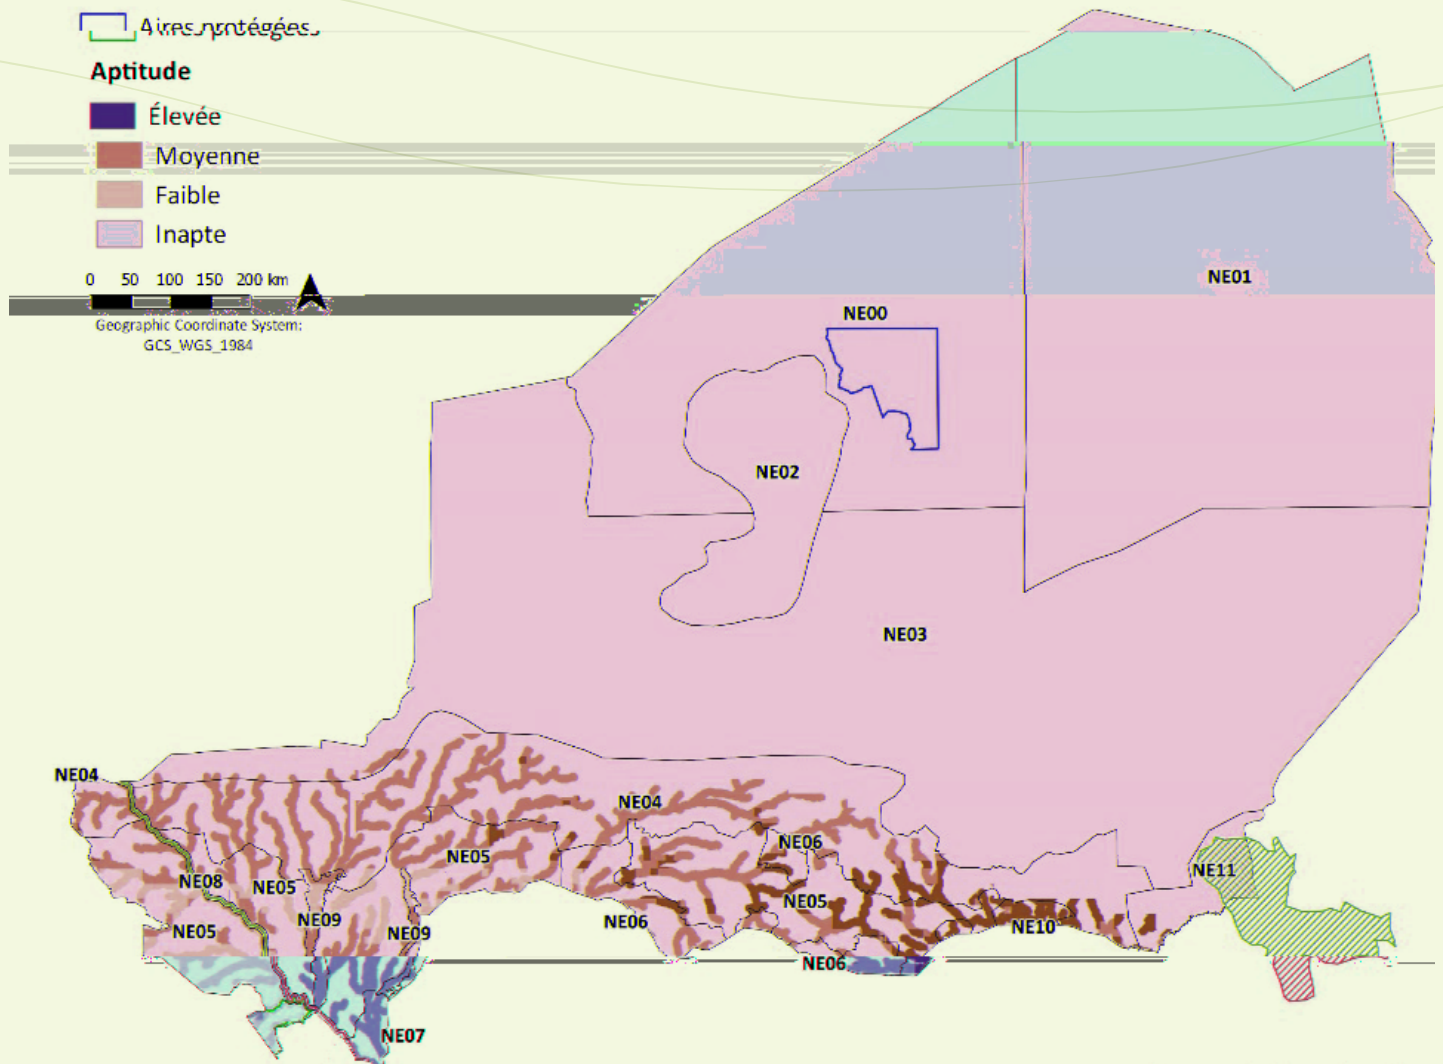 Aires protégées
Aptitude
Élevée
Moyenne
Faible
Inapte
0 50 100 150 200 km
Geographic Coordinate System:
GCS_WGS_1984
NE01
NE00
NE02
NE03
NE04
NE04
NE06
NE05
NE11
NE08
NE05
NE05
NE09
NE06
NE10
NE05
NE09
NE06
NE07